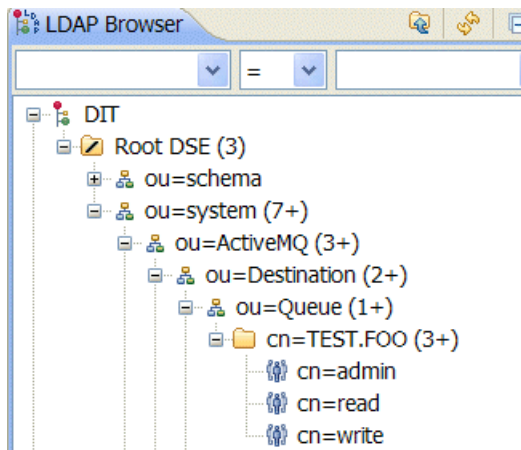 LDAP Browser
=
DIT
Root DSE (3)
ou=schema
ou=system (7+)
ou=ActiveMQ (3+)
ou=Destination (2+)
ou=Queue (1+)
cn=TEST.FOO (3+)
cn=admin
cn=read
cn=write